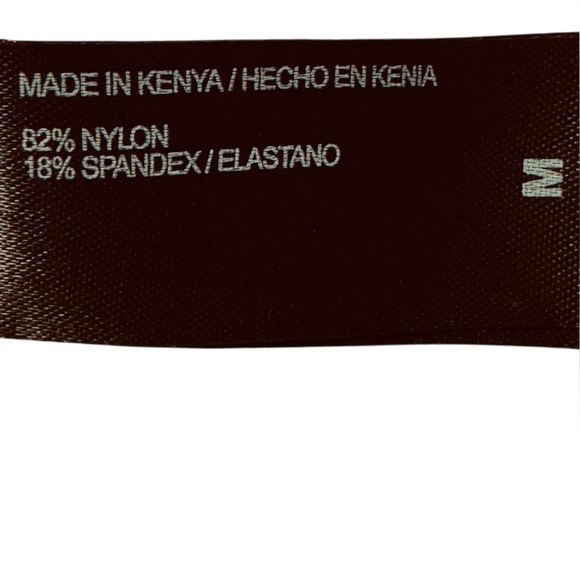 MADE IN KENYA / HECHO EN KENIA
82% NYLON
18% SPANDEX / ELASTANO
M